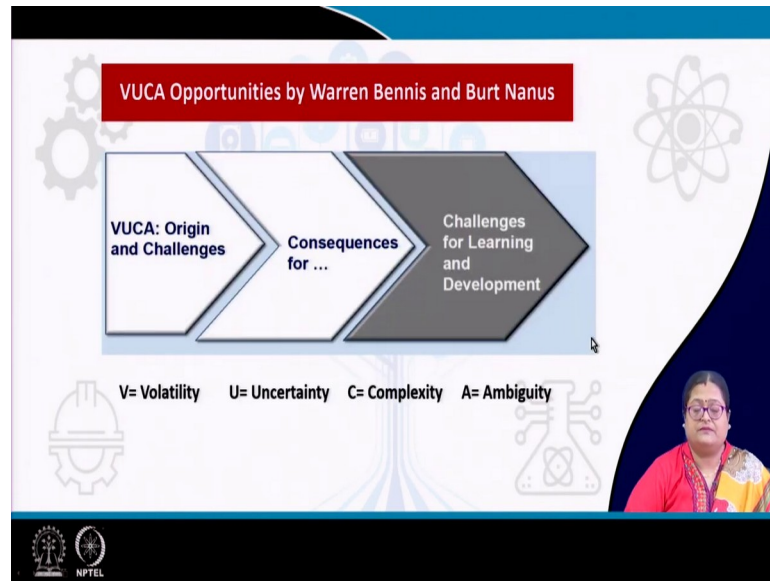 VUCA Opportunities by Warren Bennis and Burt Nanus
VUCA: Origin
and Challenges
Consequences
for ...
Challenges
for Learning
and
Development
V= Volatility U= Uncertainty C= Complexity A= Ambiguity
NPTEL